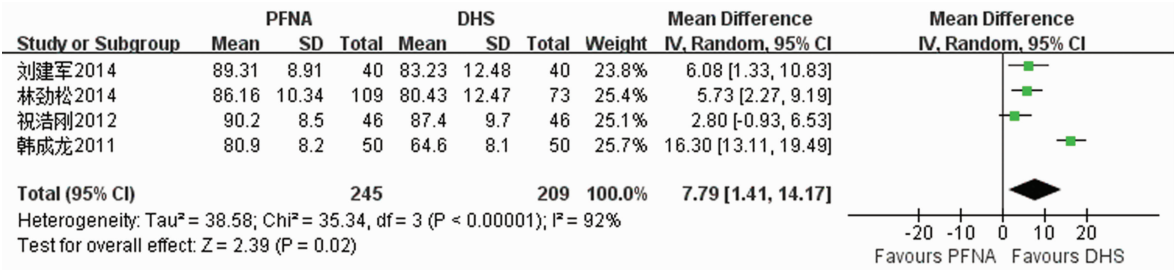 PFNA DHS Mean Difference Mean Difference
Study or Subgroup Mean SD Total Mean SD Total Weight IV, Random, 95% CI IV, Random, 95% CI
刘建军2014 89.31 8.91 40 83.23 12.48 40 23.8% 6.08 [1.33, 10.83]
林劲松2014 86.16 10.34 109 80.43 12.47 73 25.4% 5.73 [2.27, 9.19]
祝浩刚2012 90.2 8.5 46 87.4 9.7 46 25.1% 2.80 [-0.93, 6.53]
韩成龙2011 80.9 8.2 50 64.6 8.1 50 25.7% 16.30 [13.11, 19.49]
Total (95% CI) 245 209 100.0% 7.79 [1.41, 14.17]
Heterogeneity: Tau² = 38.58; Chi² = 35.34, df = 3 (P < 0.00001); I² = 92%
Test for overall effect: Z = 2.39 (P = 0.02)
-20 -10 0 10 20
Favours PFNA Favours DHS